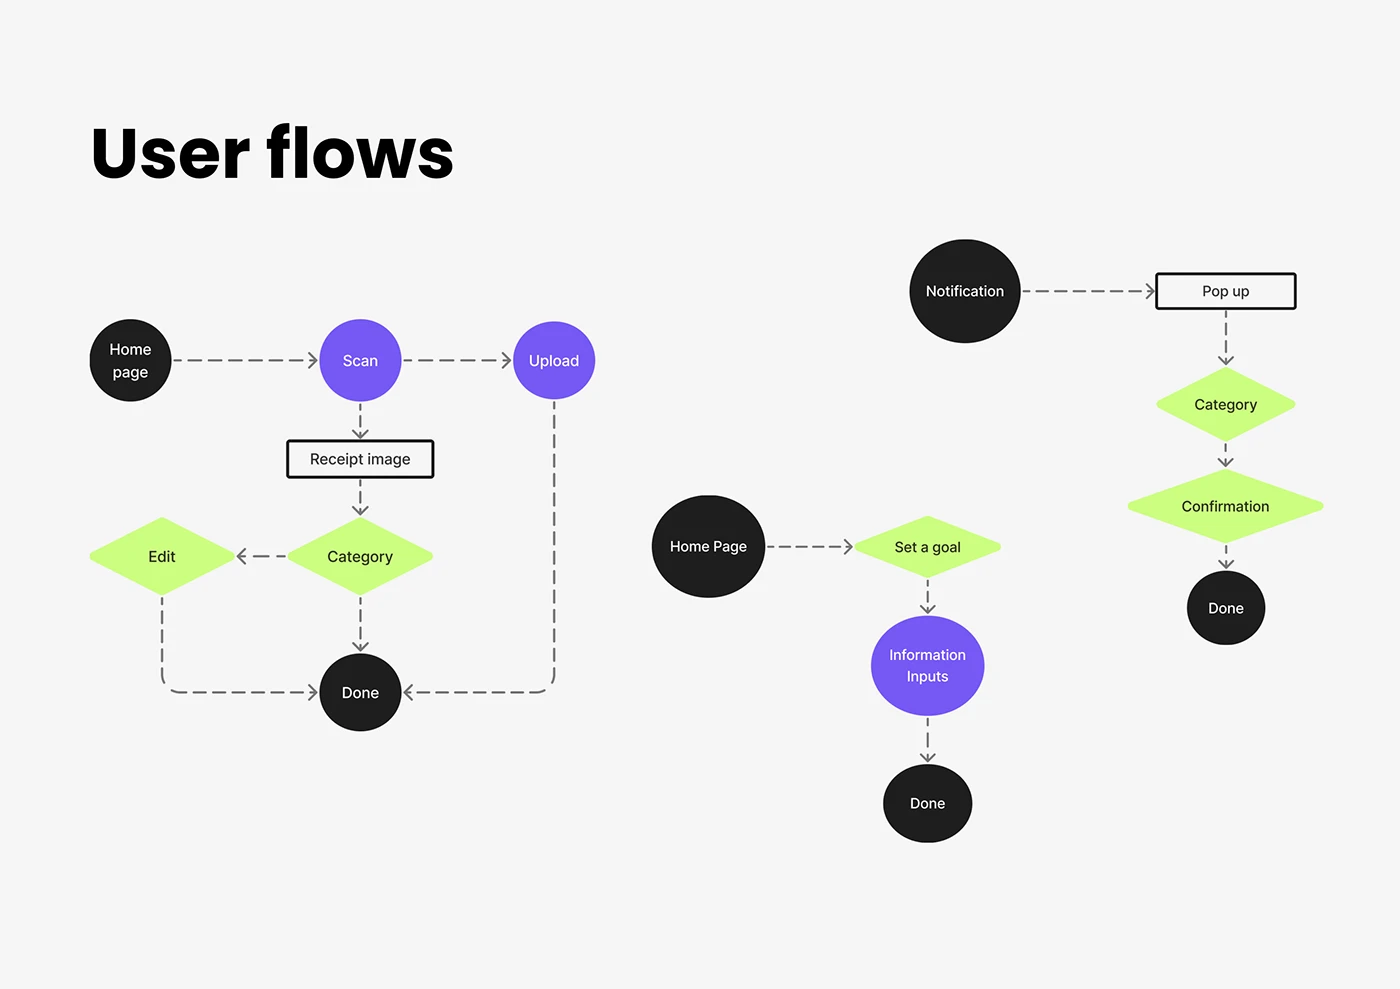 User flows
Home
page
Scan
Upload
Receipt image
Edit
Category
Done
Home Page
Set a goal
Information
Inputs
Done
Notification
Pop up
Category
Confirmation
Done